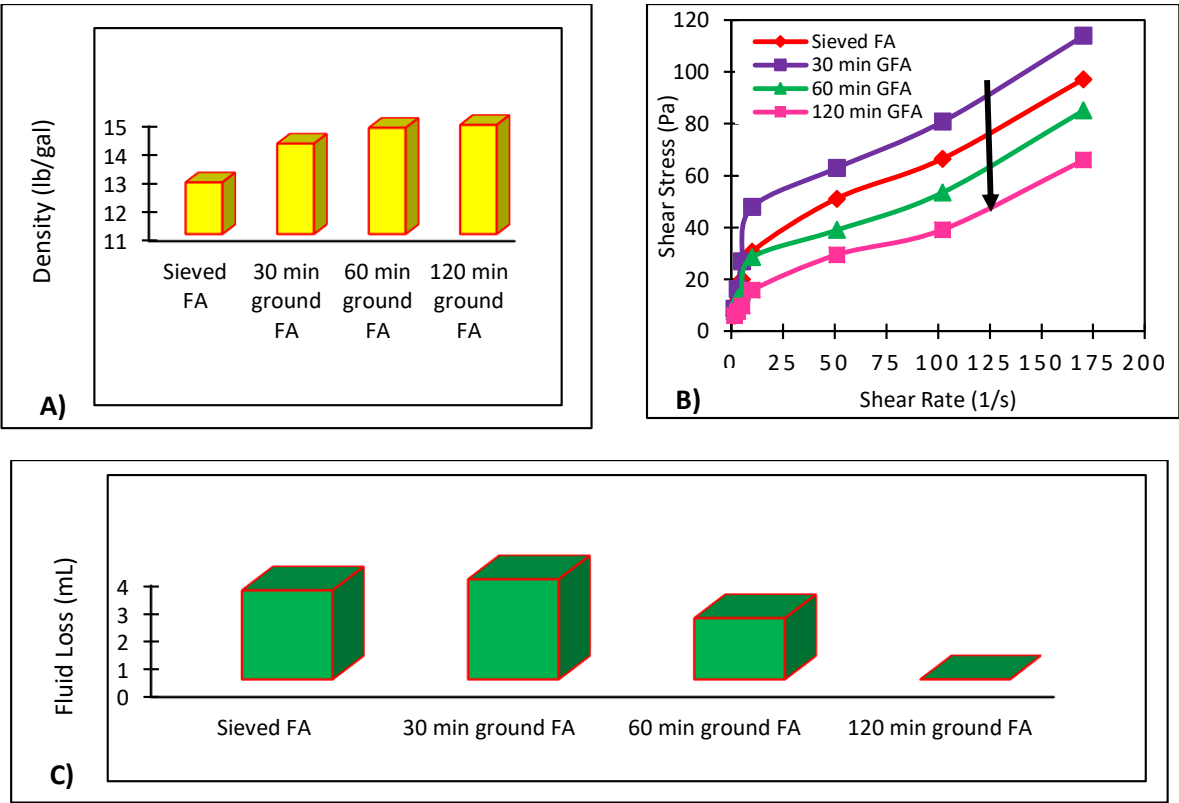 Density (lb/gal)
15
14
13
12
11
Sieved FA
30 min ground FA
60 min ground FA
120 min ground FA
A)
Shear Stress (Pa)
120
100
80
60
40
20
0
Sieved FA
30 min GFA
60 min GFA
120 min GFA
0 25 50 75 100 125 150 175 200
Shear Rate (1/s)
B)
Fluid Loss (mL)
4
3
2
1
0
Sieved FA
30 min ground FA
60 min ground FA
120 min ground FA
C)